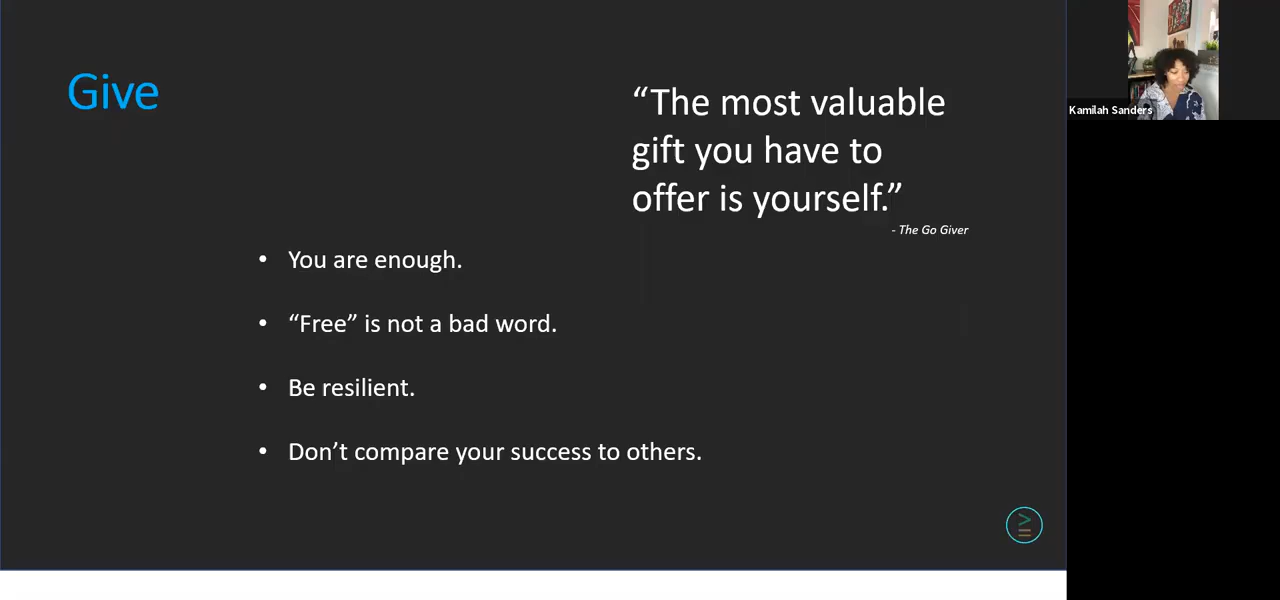 Give
“The most valuable
gift you have to
offer is yourself.”
- The Go Giver
• You are enough.
• “Free” is not a bad word.
• Be resilient.
• Don’t compare your success to others.
Kamilah Sanders